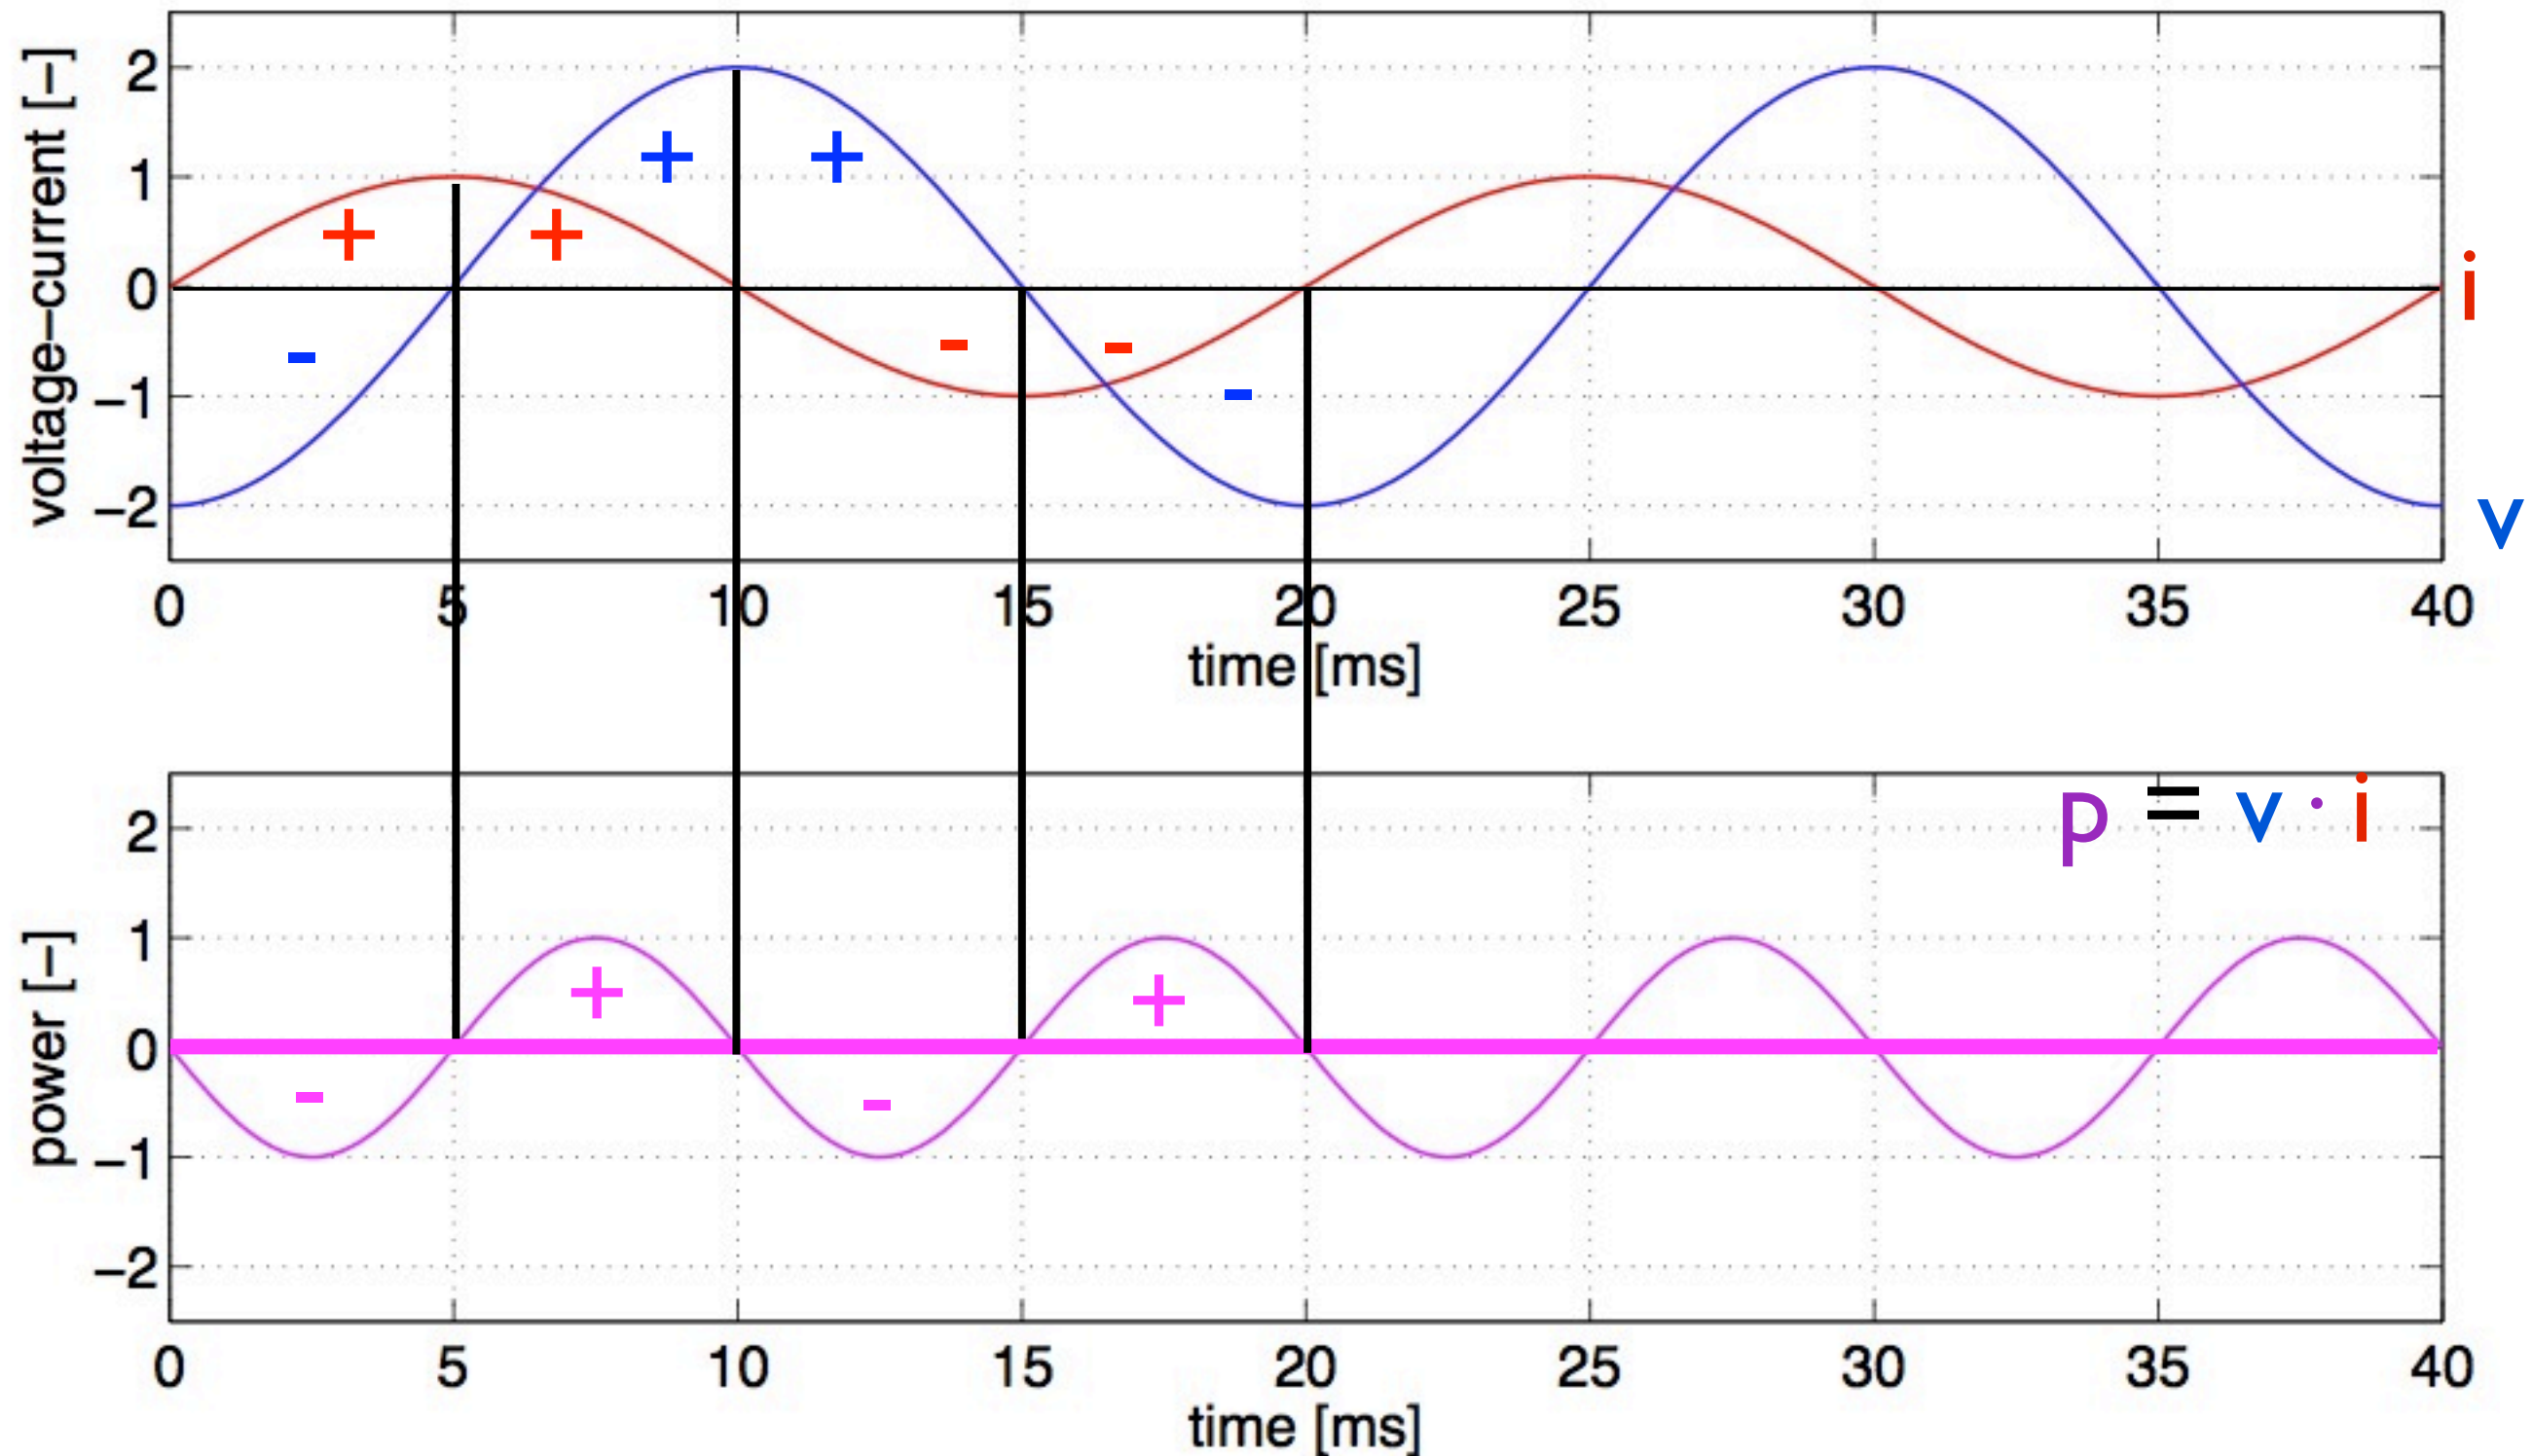 voltage–current [–]
2
1
0
−1
−2
+ +
+ +
- -
- -
i
v
0 5 10 15 20 25 30 35 40
time [ms]
p = v · i
power [–]
2
1
0
−1
−2
+ +
- -
0 5 10 15 20 25 30 35 40
time [ms]